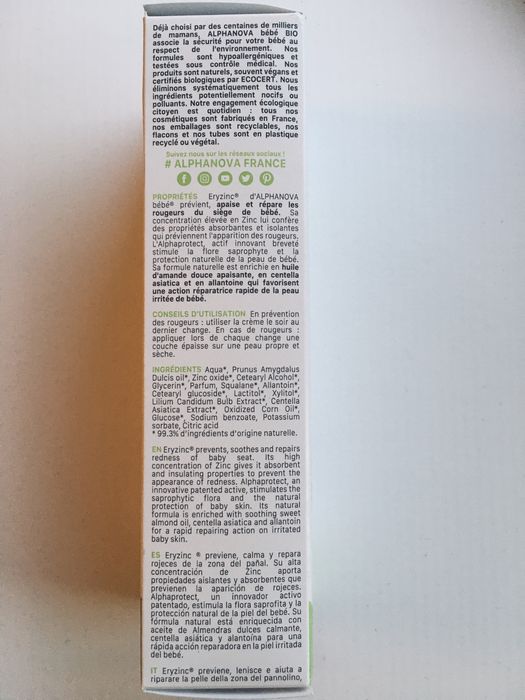 Déjà choisi par des centaines de milliers
de mamans, ALPHANOVA bébé BIO
associe la sécurité pour votre bébé au
respect de l'environnement. Nos
formules sont hypoallergéniques et
testées sous contrôle médical. Nos
produits sont naturels, souvent végans et
certifiés biologiques par ECOCERT. Nous
éliminons systématiquement tous les
ingrédients potentiellement nocifs ou
polluants. Notre engagement écologique
citoyen est quotidien : tous nos
cosmétiques sont fabriqués en France,
nos emballages sont recyclables, nos
flacons et nos tubes sont en plastique
recyclé ou végétal.
Suivez nous sur les réseaux sociaux !
# ALPHANOVA FRANCE
PROPRIÉTÉS Eryzinc® d'ALPHANOVA
bébé® prévient, apaise et répare les
rougeurs du siège de bébé. Sa
concentration élevée en Zinc lui confère
des propriétés absorbantes et isolantes
qui préviennent l'apparition des rougeurs.
L'Alphaprotect, actif innovant breveté
stimule la flore saprophyte et la
protection naturelle de la peau de bébé.
Sa formule naturelle est enrichie en huile
d'amande douce apaisante, en centella
asiatica et en allantoine qui favorisent
une action réparatrice rapide de la peau
irritée de bébé.
CONSEILS D'UTILISATION En prévention
des rougeurs : utiliser la crème le soir au
dernier change. En cas de rougeurs :
appliquer lors de chaque change une
couche épaisse sur une peau propre et
sèche.
INGRÉDIENTS Aqua*, Prunus Amygdalus
Dulcis oil*, Zinc oxide*, Cetearyl Alcohol*,
Glycerin*, Parfum, Squalane*, Allantoin*,
Cetearyl glucoside*, Lactitol*, Xylitol*,
Lilium Candidum Bulb Extract*, Centella
Asiatica Extract*, Oxidized Corn Oil*,
Glucose*, Sodium benzoate, Potassium
sorbate, Citric acid
* 99.3% d'ingrédients d'origine naturelle.
EN Eryzinc® prevents, soothes and repairs
redness of baby seat. Its high
concentration of Zinc gives it absorbent
and insulating properties to prevent the
appearance of redness. Alphaprotect, an
innovative patented active, stimulates the
saprophytic flora and the natural
protection of baby skin. Its natural
formula is enriched with soothing sweet
almond oil, centella asiatica and allantoin
for a rapid repairing action on irritated
baby skin.
ES Eryzinc ® previene, calma y repara
rojeces de la zona del pañal. Su alta
concentración de Zinc aporta
propiedades aislantes y absorbentes que
previenen la aparición de rojeces.
Alphaprotect, un innovador activo
patentado, estimula la flora saprofita y la
protección natural de la piel del bebé. Su
fórmula natural está enriquecida con
aceite de Almendras dulces calmante,
centella asiática y alantoína para una
rápida acción reparadora en la piel irritada
del bebé.
IT Eryzinc® previene, lenisce e aiuta a
riparare la pelle della zona del pannolino,